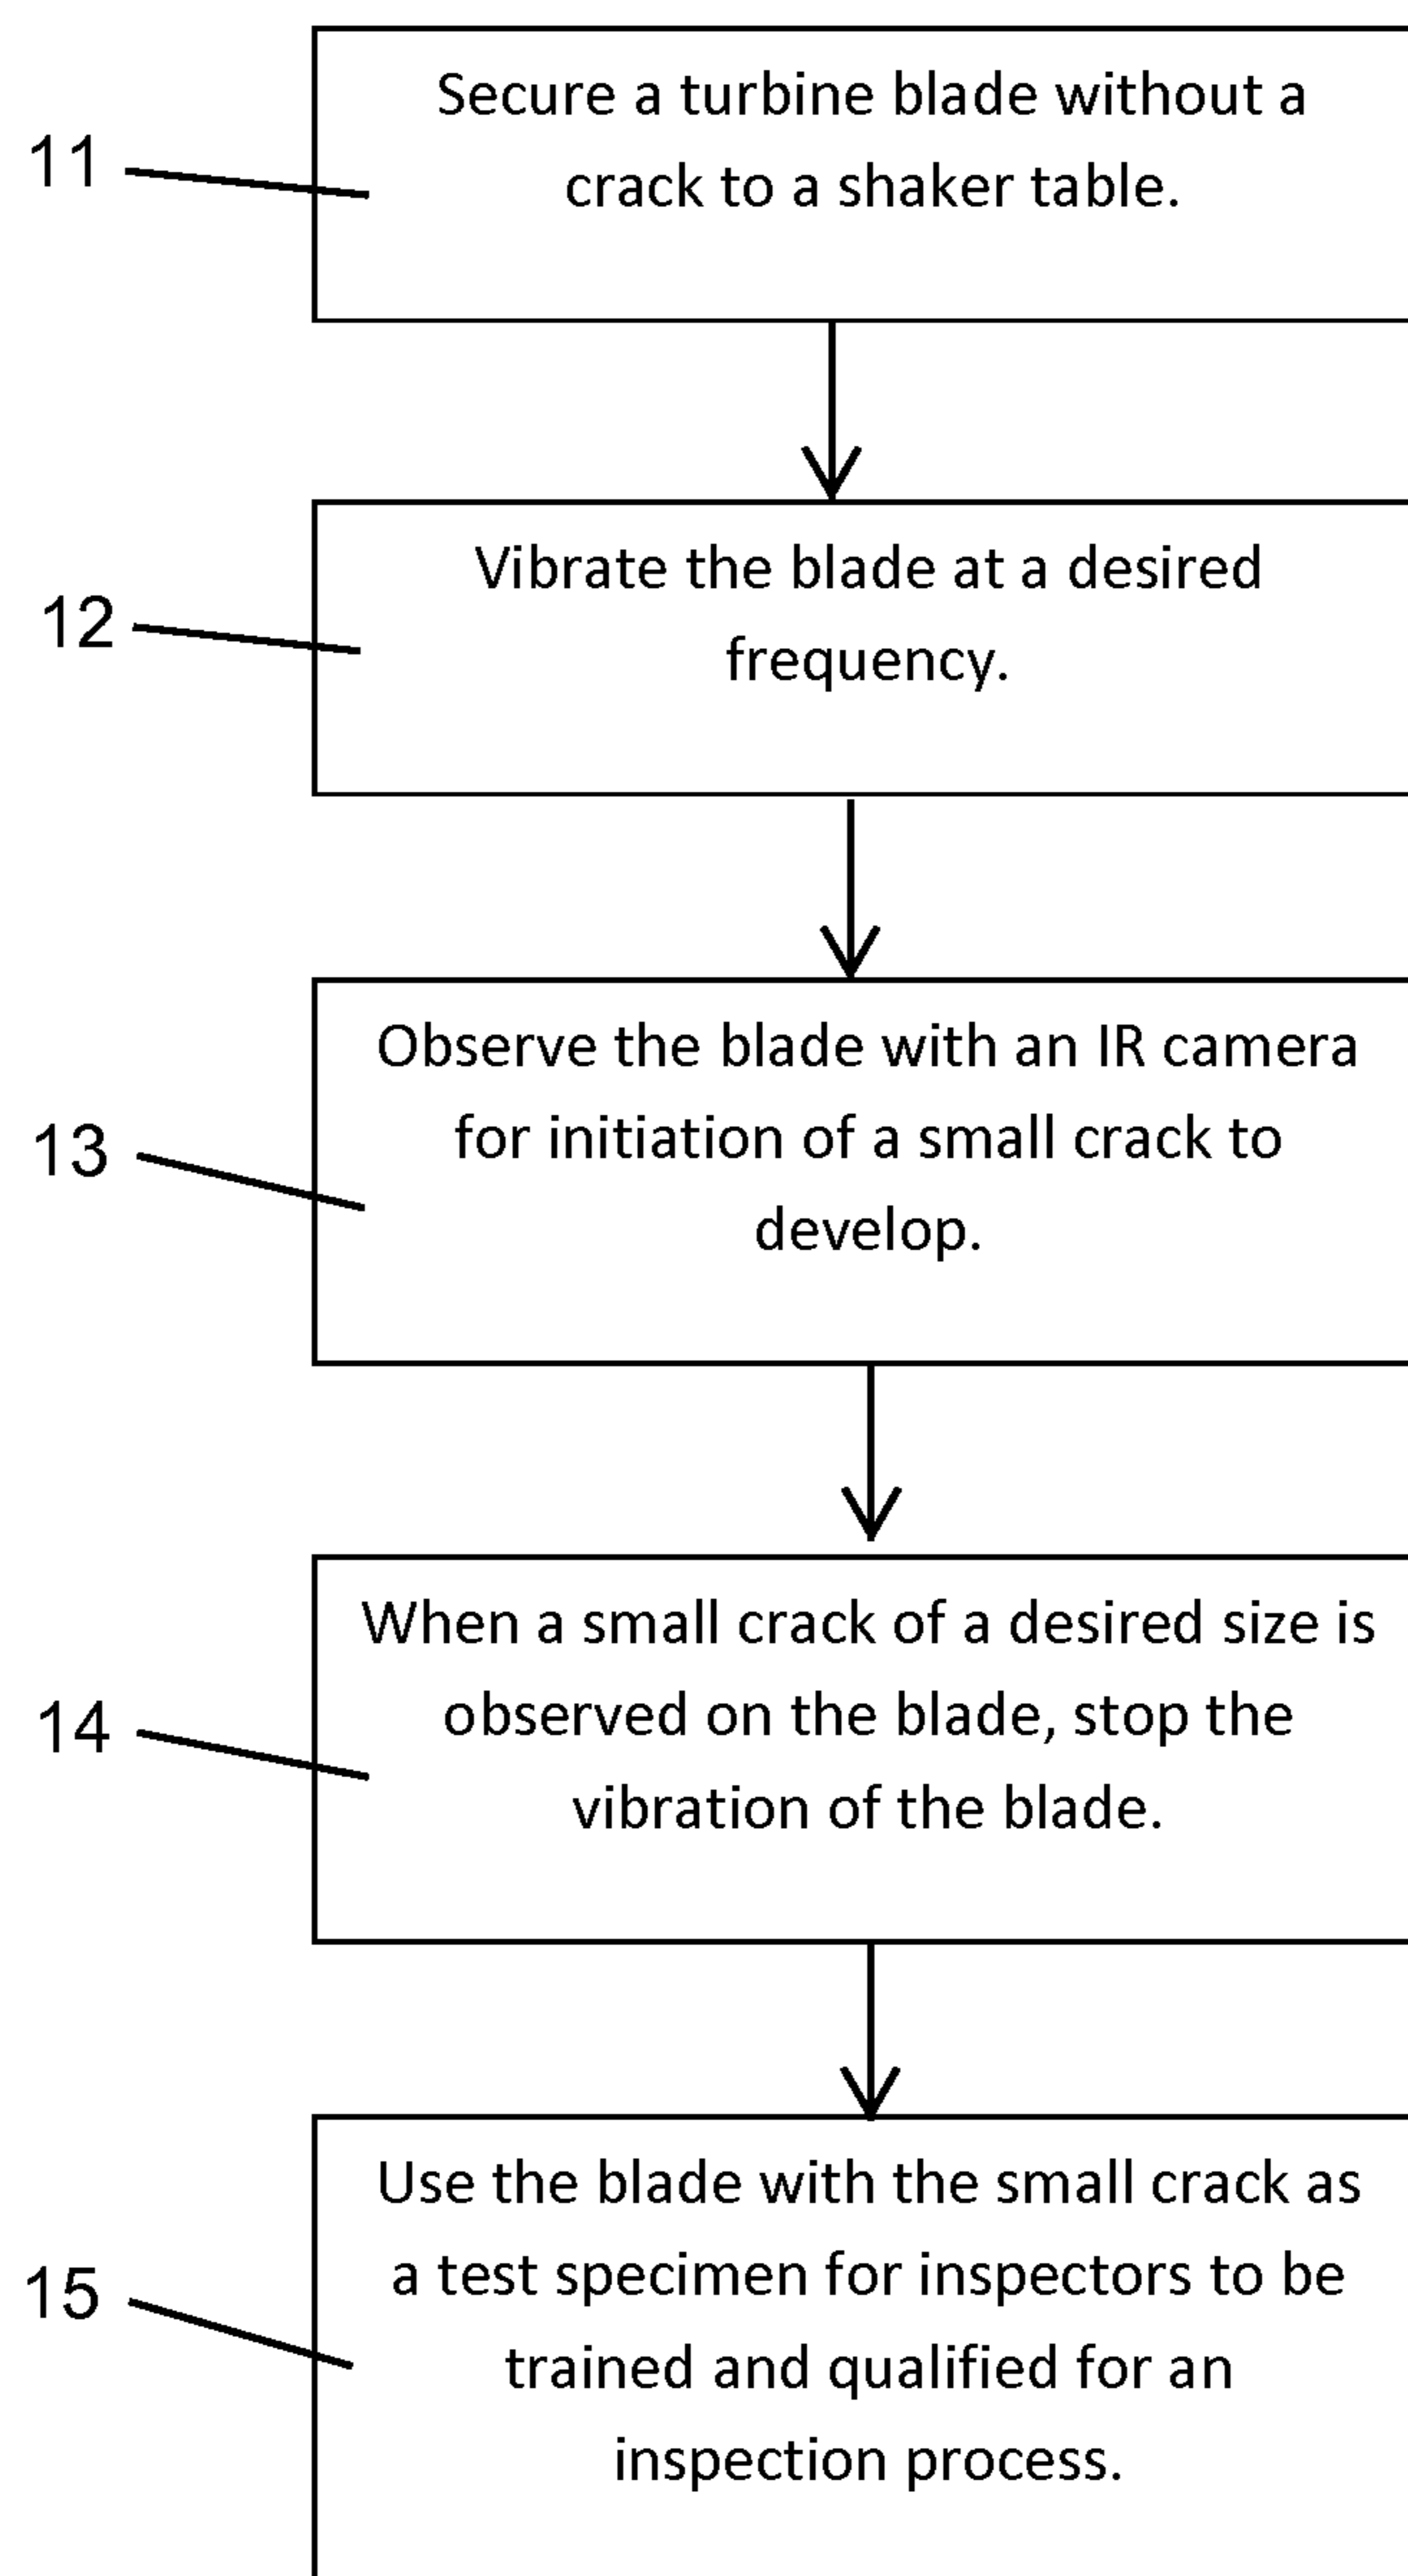 Secure a turbine blade without a
11
crack to a shaker table.
Vibrate the blade at a desired
12
frequency.
Observe the blade with an IR camera
for initiation of a small crack to
13
develop.
When a small crack of a desired size is
observed on the blade, stop the
14
vibration of the blade.
Use the blade with the small crack as
a test specimen for inspectors to be
15
trained and qualified for an
inspection process.